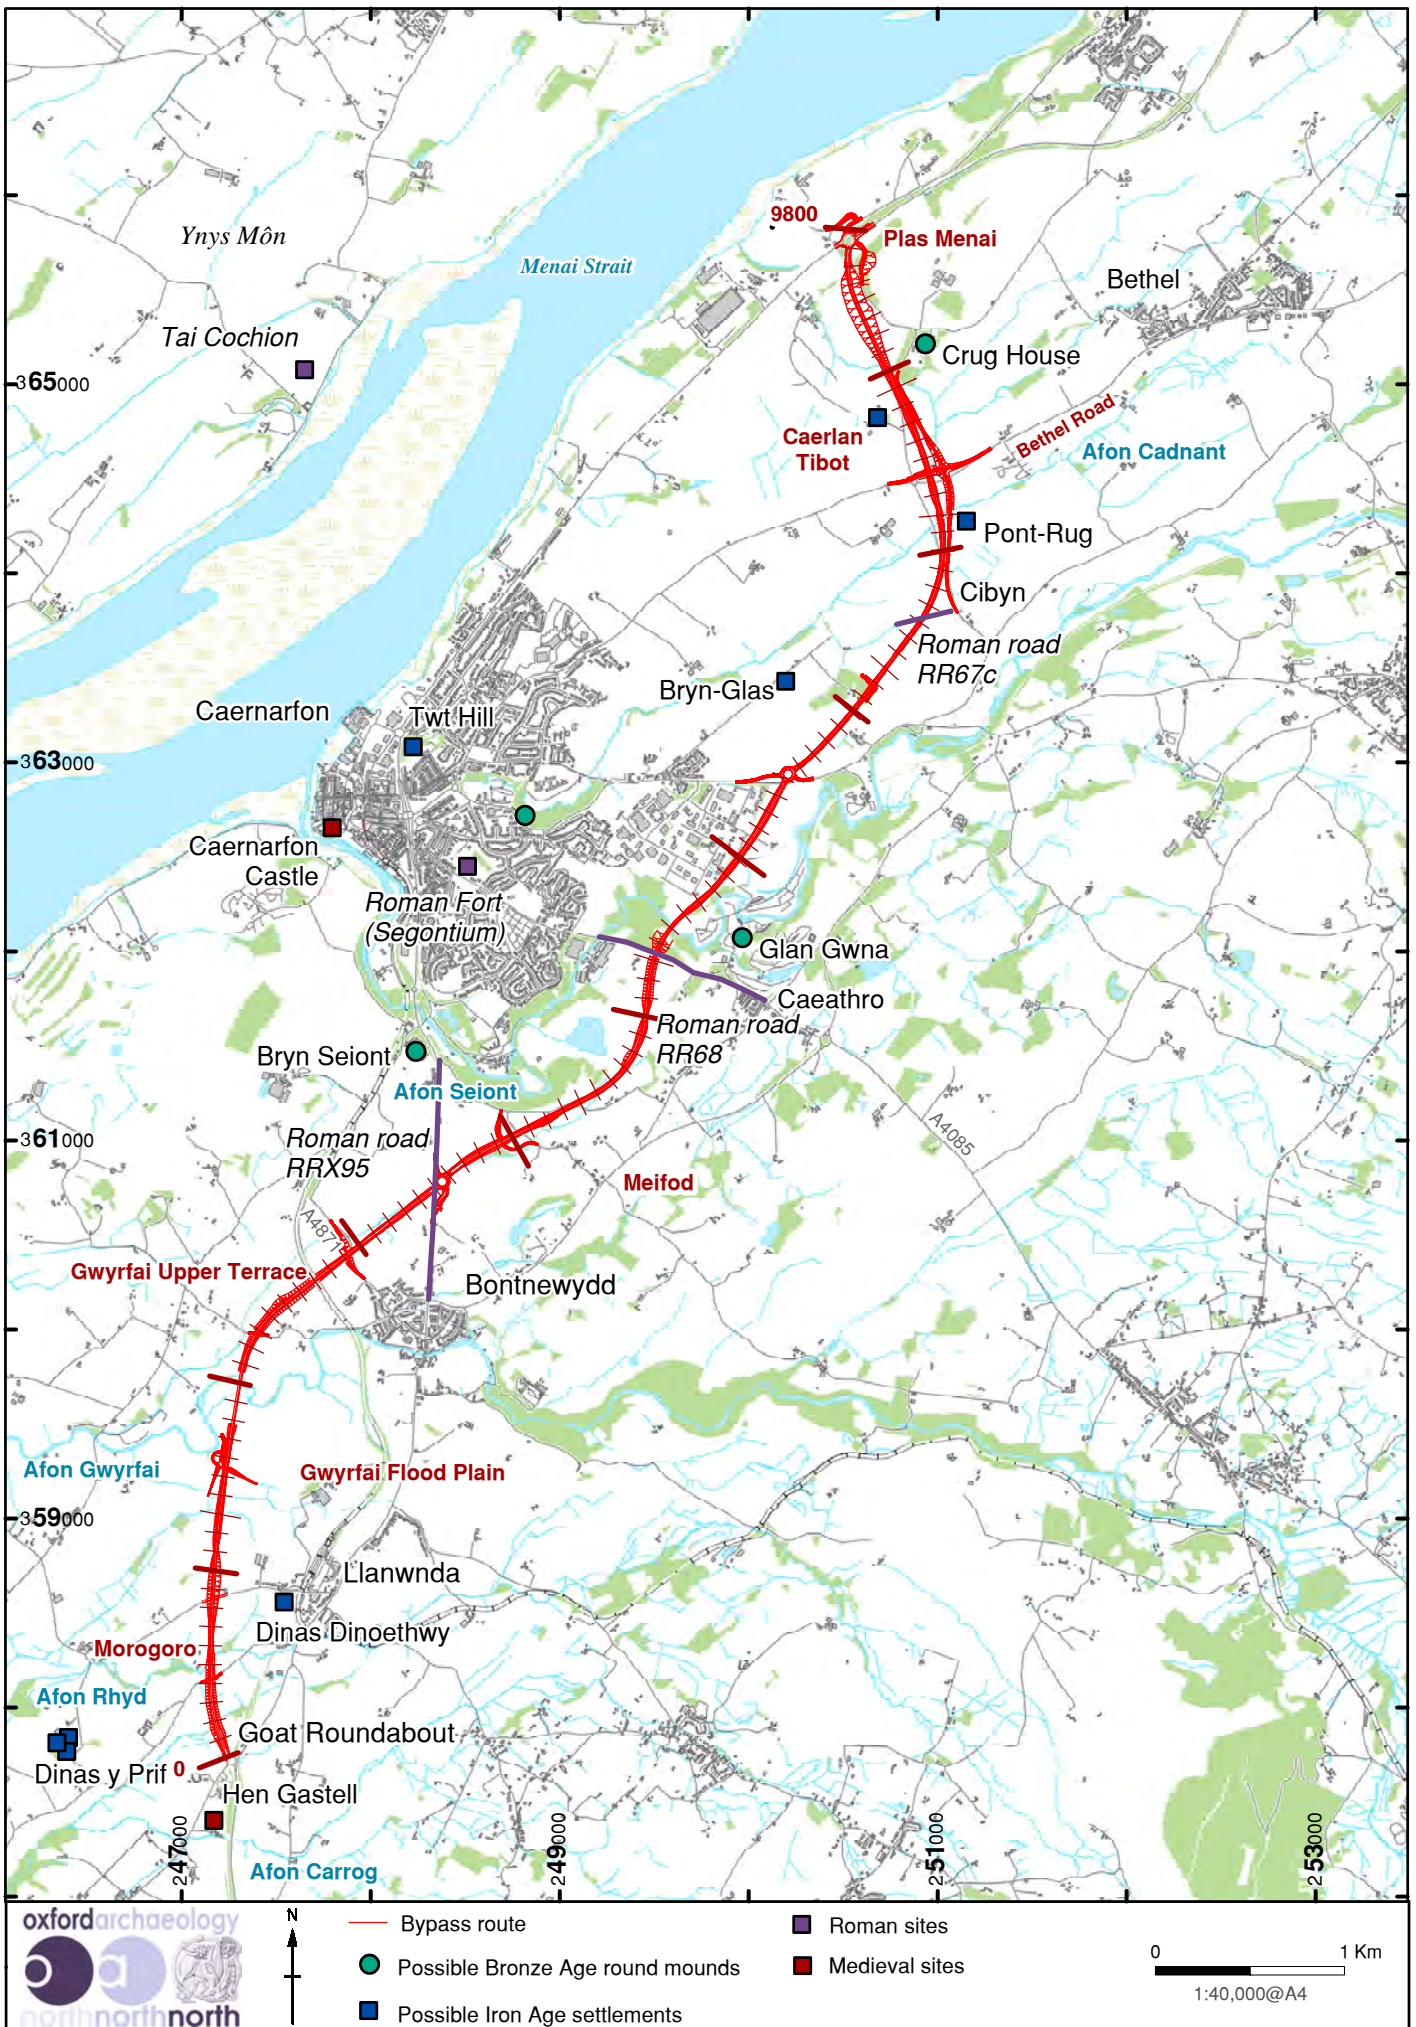 9800
Plas Menai
Ynys Môn
Menai Strait
Bethel
Tai Cochion
Crug House
365000
Bethel Road
Caerlan
Tibot
Afon Cadnant
Pont-Rug
Cibyn
Roman road
RR67c
Bryn-Glas
Caernarfon
Twt Hill
363000
Caernarfon
Castle
Roman Fort
(Segontium)
Glan Gwna
Caeathro
Roman road
RR68
Bryn Seiont
Afon Seiont
A4085
361000
Roman road
RRX95
Meifod
A4871
Gwyrfai Upper Terrace
Bontnewydd
Afon Gwyrfai
Gwyrfai Flood Plain
359000
Llanwnda
Dinas Dinoethwy
Morogoro
Afon Rhyd
Goat Roundabout
Dinas y Prif
0
Hen Gastell
247000
249000
251000
253000
Afon Carrog
oxfordarchaeology
o a
northnorthnorth
N
Bypass route
Possible Bronze Age round mounds
Possible Iron Age settlements
Roman sites
Medieval sites
0 1 Km
1:40,000@A4